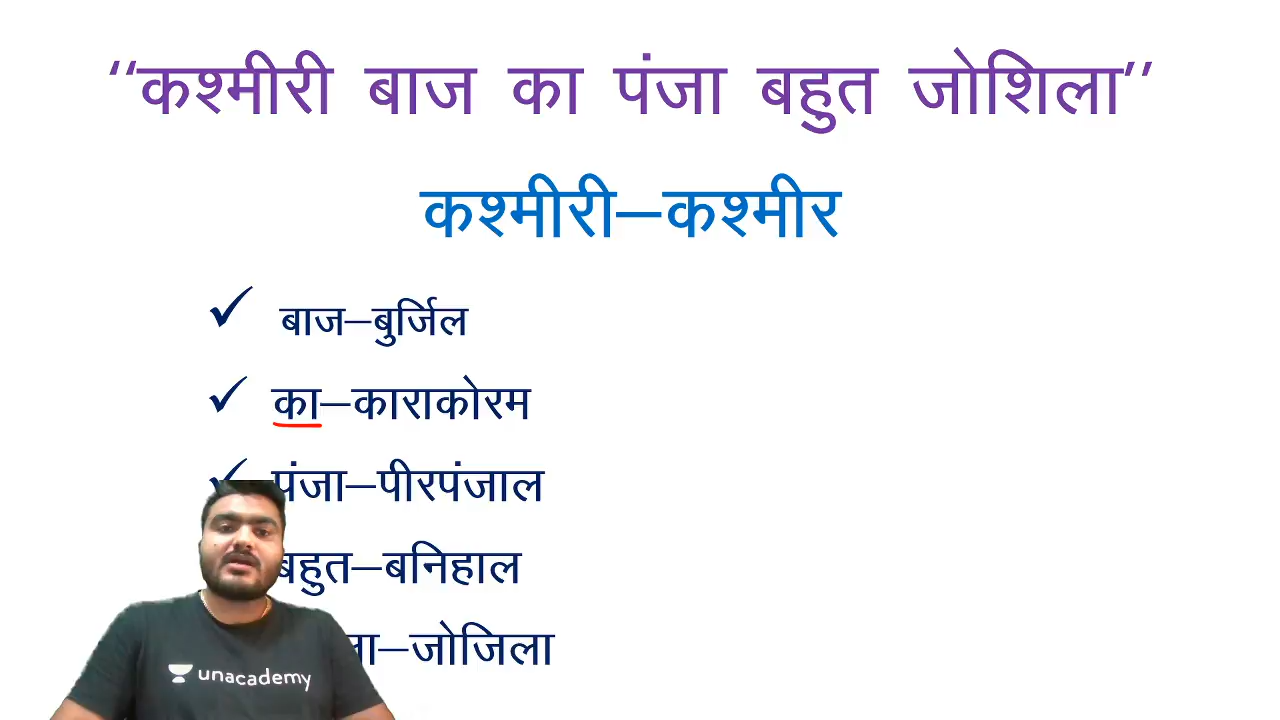 “कश्मीरी बाज का पंजा बहुत जोशिला”
कश्मीरी–कश्मीर
बाज–बुर्जिल
का–काराकोरम
पंजा–पीरपंजाल
बहुत–बनिहाल
ला–जोजिला
unacademy